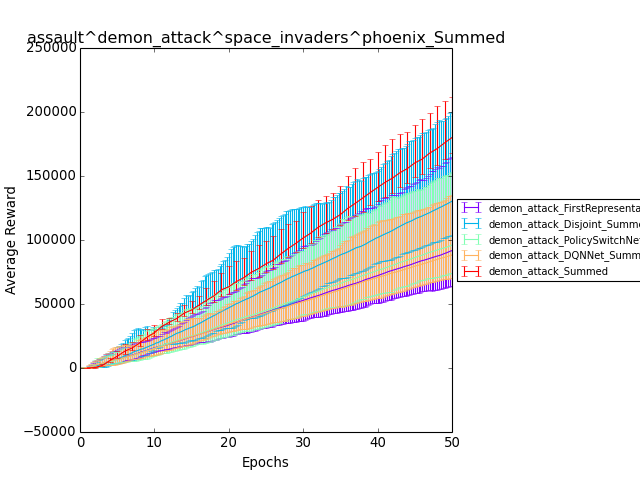 assault^demon_attack^space_invaders^phoenix_Summed
250000
200000
150000
100000
50000
0
−50000
0 10 20 30 40 50
Average Reward
Epochs
demon_attack_FirstRepresenta
demon_attack_Disjoint_Summe
demon_attack_PolicySwitchNet
demon_attack_DQNNet_Summ
demon_attack_Summed